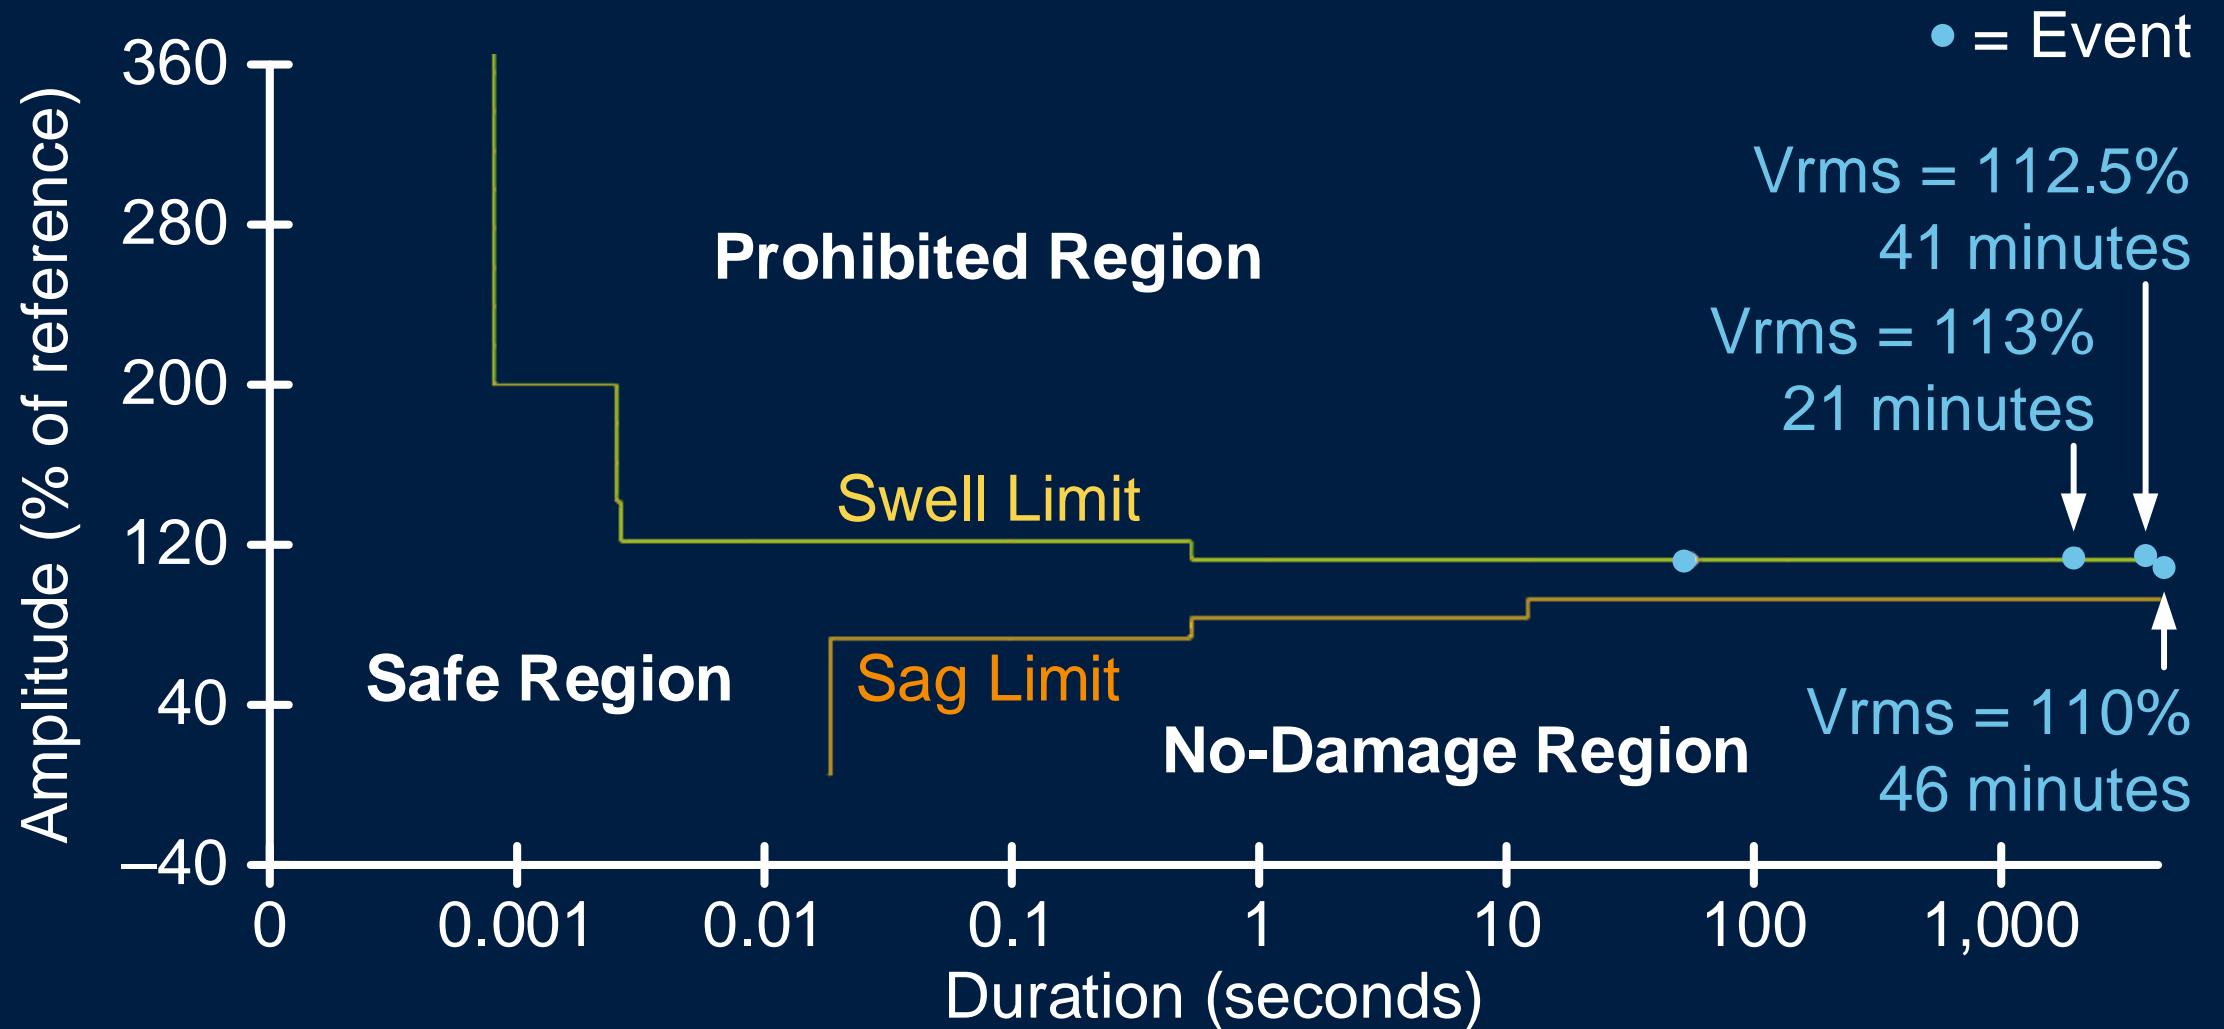 = Event
360
280
200
120
40
–40
Amplitude (% of reference)
Prohibited Region
Vrms = 112.5%
41 minutes
Vrms = 113%
21 minutes
Swell Limit
Safe Region
Sag Limit
No-Damage Region
Vrms = 110%
46 minutes
0 0.001 0.01 0.1 1 10 100 1,000
Duration (seconds)